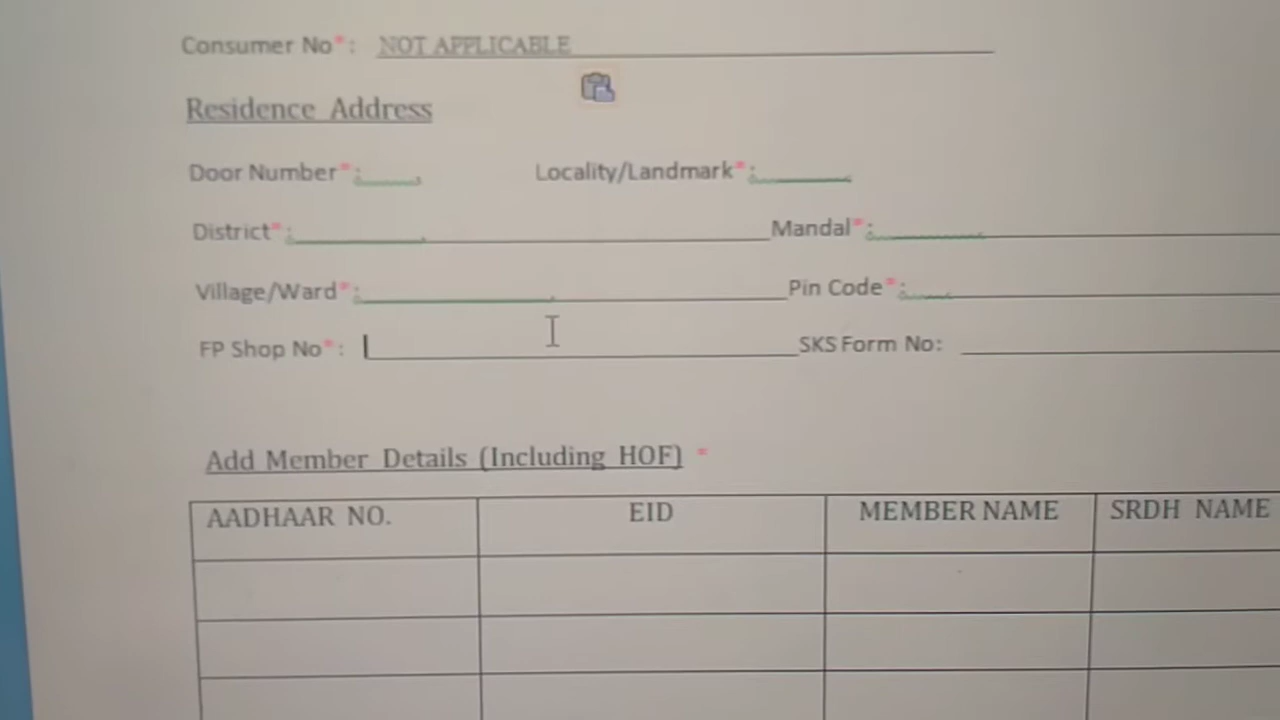 Consumer No*: NOT APPLICABLE
Residence Address
Door Number*: Locality/Landmark*:
District*: Mandal*:
Village/Ward*: Pin Code*:
FP Shop No*: SKS Form No:
Add Member Details (Including HOF) *
AADHAAR NO. EID MEMBER NAME SRDH NAME